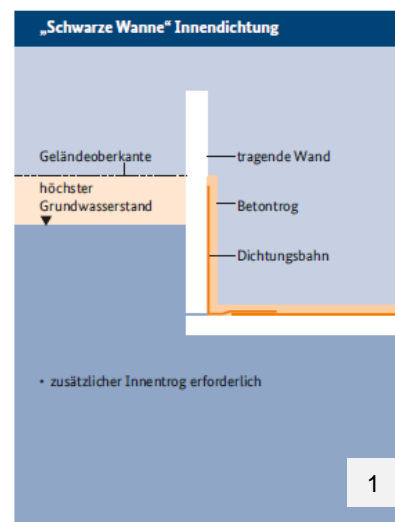 „Schwarze Wanne“ Innendichtung
Geländeoberkante
tragende Wand
höchster
Grundwasserstand
Betontrog
Dichtungsbahn
• zusätzlicher Innentrog erforderlich
1